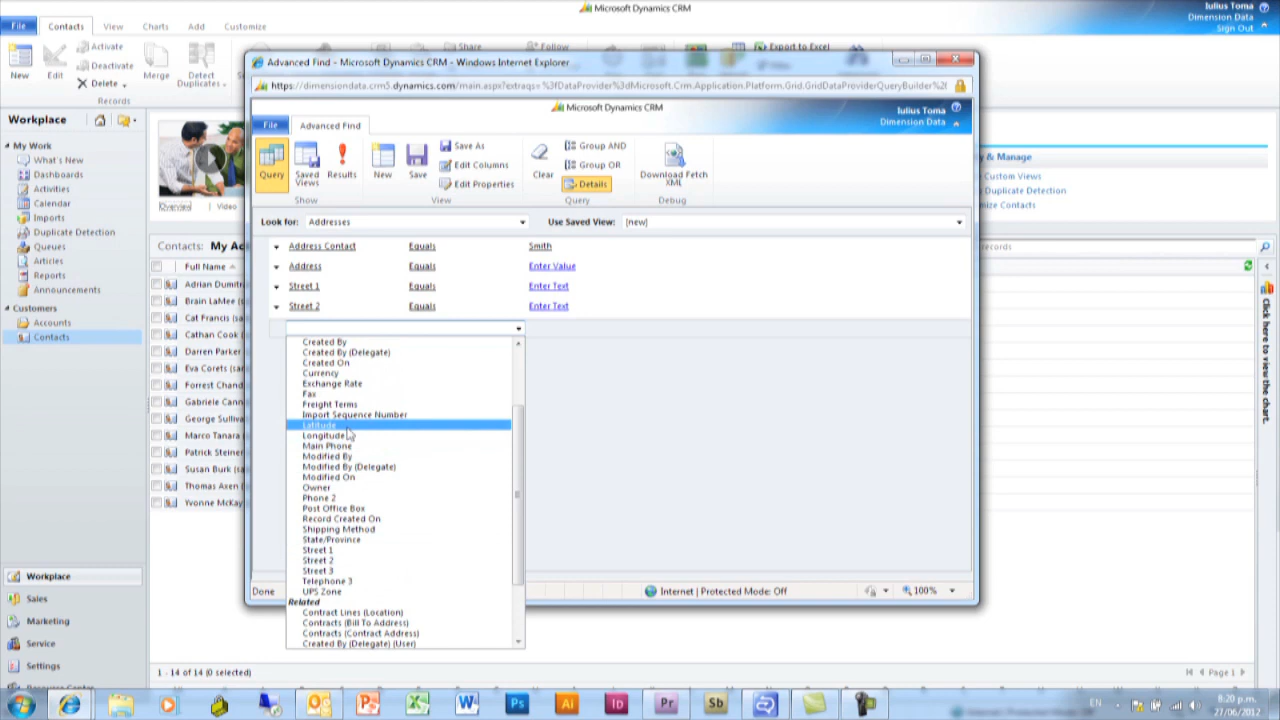 Microsoft Dynamics CRM
Iulius Toma
Dimension Data
Sign Out
File
Contacts
View
Charts
Add
Customize
New
Edit
Activate
Deactivate
Delete
Merge
Detect
Duplicates
Share
Follow
Export to Excel
Records
Advanced Find - Microsoft Dynamics CRM - Windows Internet Explorer
Microsoft Dynamics CRM
Iulius Toma
Dimension Data
File
Advanced Find
Query
Saved
Views
Results
New
Save
Save As
Edit Columns
Edit Properties
Clear
Group AND
Group OR
Details
Download Fetch
XML
Show
View
Query
Debug
Look for:
Addresses
Use Saved View:
[new]
Address Contact
Equals
Smith
Address
Equals
Enter Value
Street 1
Equals
Enter Text
Street 2
Equals
Enter Text
Created By
Created By (Delegate)
Created On
Currency
Exchange Rate
Fax
Freight Terms
Import Sequence Number
Latitude
Longitude
Main Phone
Modified By
Modified By (Delegate)
Modified On
Owner
Phone 2
Post Office Box
Record Created On
Shipping Method
State/Province
Street 1
Street 2
Street 3
Telephone 3
UPS Zone
Related
Contract Lines (Location)
Contracts (Bill To Address)
Contracts (Contract Address)
Created By (Delegate) (User)
Done
Internet | Protected Mode: Off
100%
Workplace
My Work
What's New
Dashboards
Activities
Calendar
Imports
Duplicate Detection
Queues
Articles
Reports
Announcements
Customers
Accounts
Contacts
Workplace
Sales
Marketing
Service
Settings
Video
Contacts: My Ac
Full Name
Adrian Dumitr
Brain LaMee (s
Cat Francis (sa
Cathan Cook (
Darren Parker
Eva Corets (sar
Forrest Chand
Gabriele Cann
George Sulliva
Marco Tanara
Patrick Steiner
Susan Burk (sa
Thomas Axen (
Yvonne McKay
y & Manage
Custom Views
Duplicate Detection
mize Contacts
records
Click here to view the chart.
1 - 14 of 14 (0 selected)
Page 1
EN
8:20 p.m.
27/06/2012